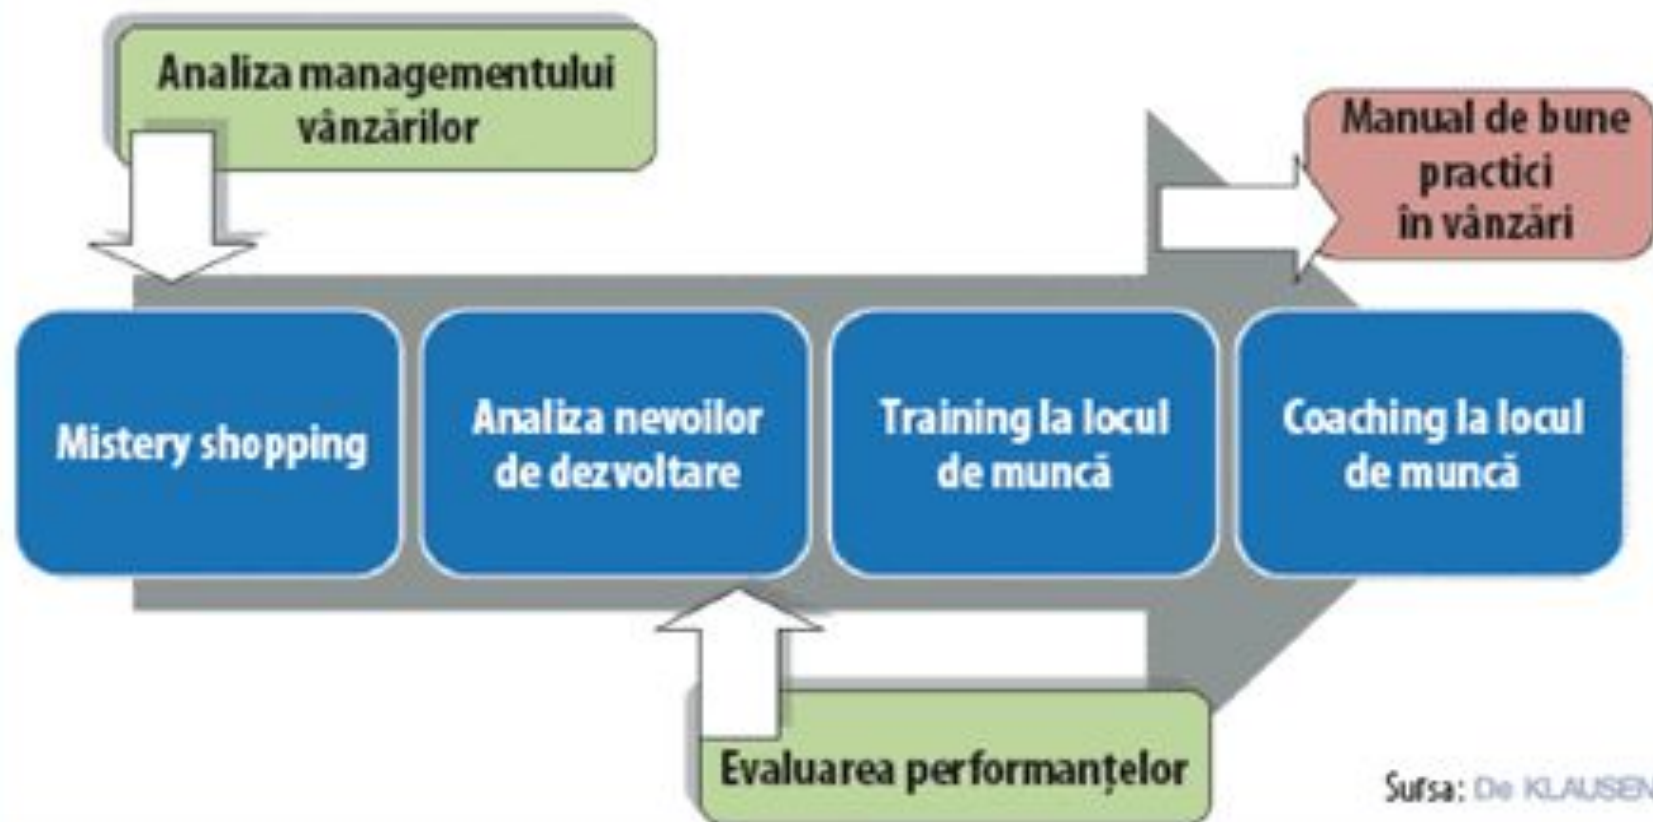 Analiza managementului
vânzărilor
Manual de bune
practici
în vânzări
Mistery shopping
Analiza nevoilor
de dezvoltare
Training la locul
de muncă
Coaching la locul
de muncă
Evaluarea performanțelor
Sursa: De KLAUSEN